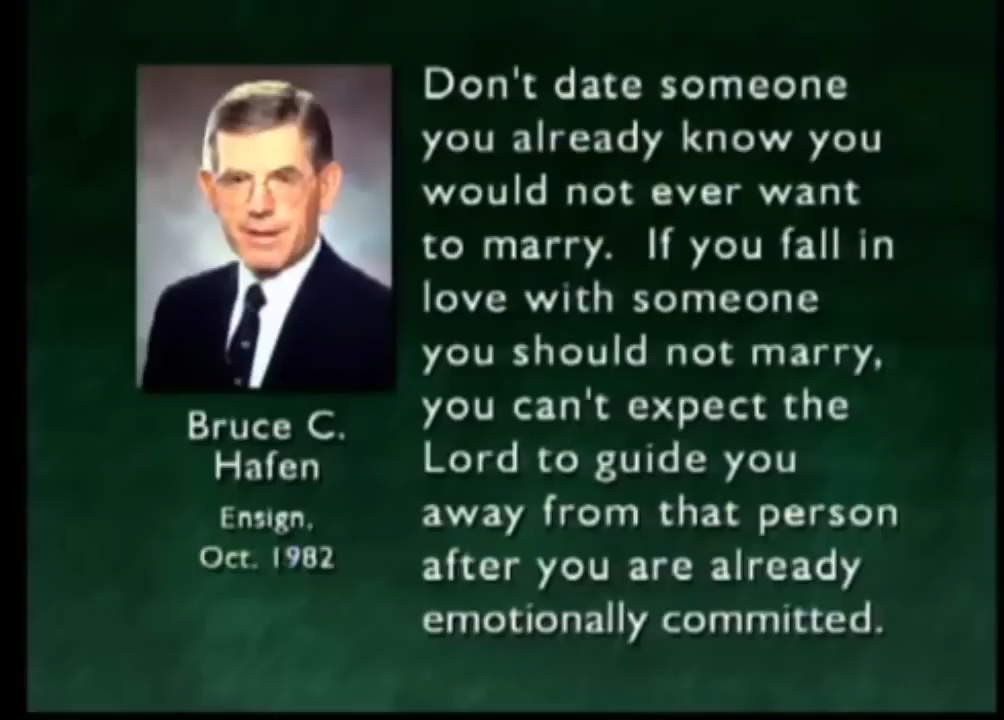 Don't date someone
you already know you
would not ever want
to marry. If you fall in
love with someone
you should not marry,
you can't expect the
Lord to guide you
away from that person
after you are already
emotionally committed.
Bruce C.
Hafen
Ensign,
Oct. 1982